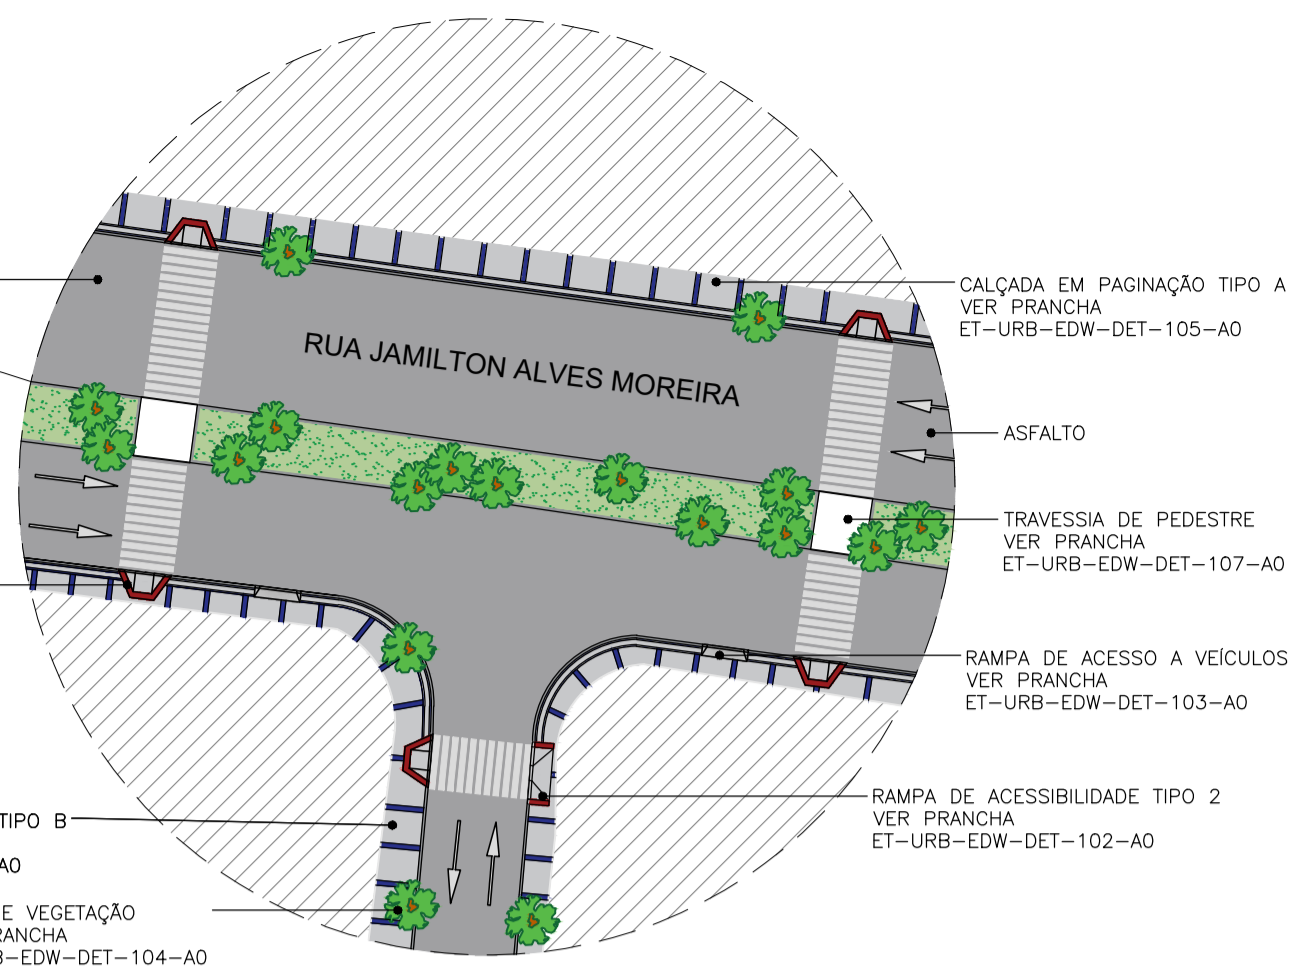 RUA JAMILTON ALVES MOREIRA
CALÇADA EM PAGINAÇÃO TIPO A
VER PRANCHA
ET-URB-EDW-DET-105-A0
ASFALTO
TRAVESSIA DE PEDESTRE
VER PRANCHA
ET-URB-EDW-DET-107-A0
RAMPA DE ACESSO A VEÍCULOS
VER PRANCHA
ET-URB-EDW-DET-103-A0
RAMPA DE ACESSIBILIDADE TIPO 2
VER PRANCHA
ET-URB-EDW-DET-102-A0
TIPO B
A0
E VEGETAÇÃO
RANCHA
B-EDW-DET-104-A0